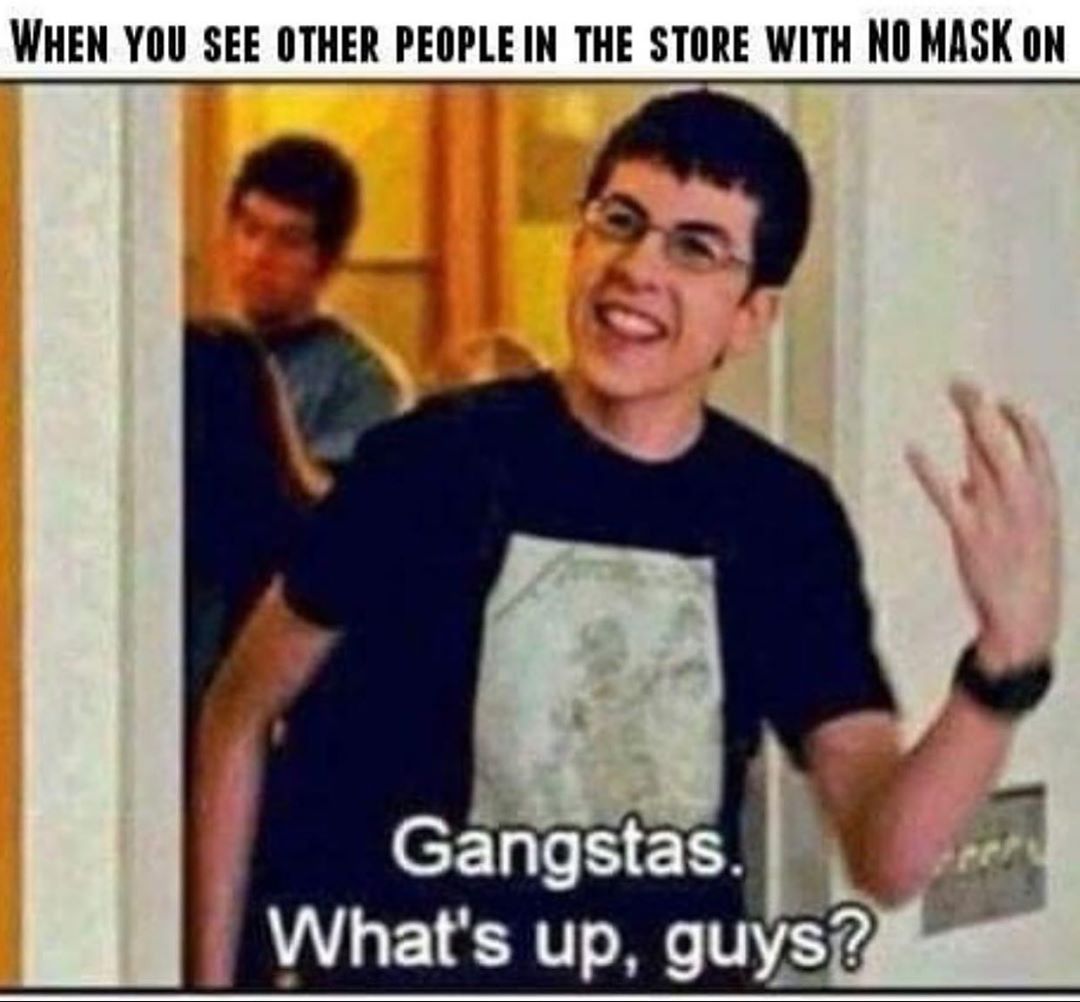 WHEN YOU SEE OTHER PEOPLE IN THE STORE WITH NO MASK ON
Gangstas.
What's up, guys?